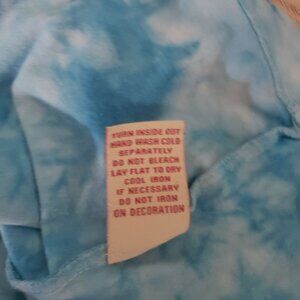 TURN INSIDE OUT
HAND WASH COLD
SEPARATELY
DO NOT BLEACH
LAY FLAT TO DRY
COOL IRON
IF NECESSARY
DO NOT IRON
ON DECORATION